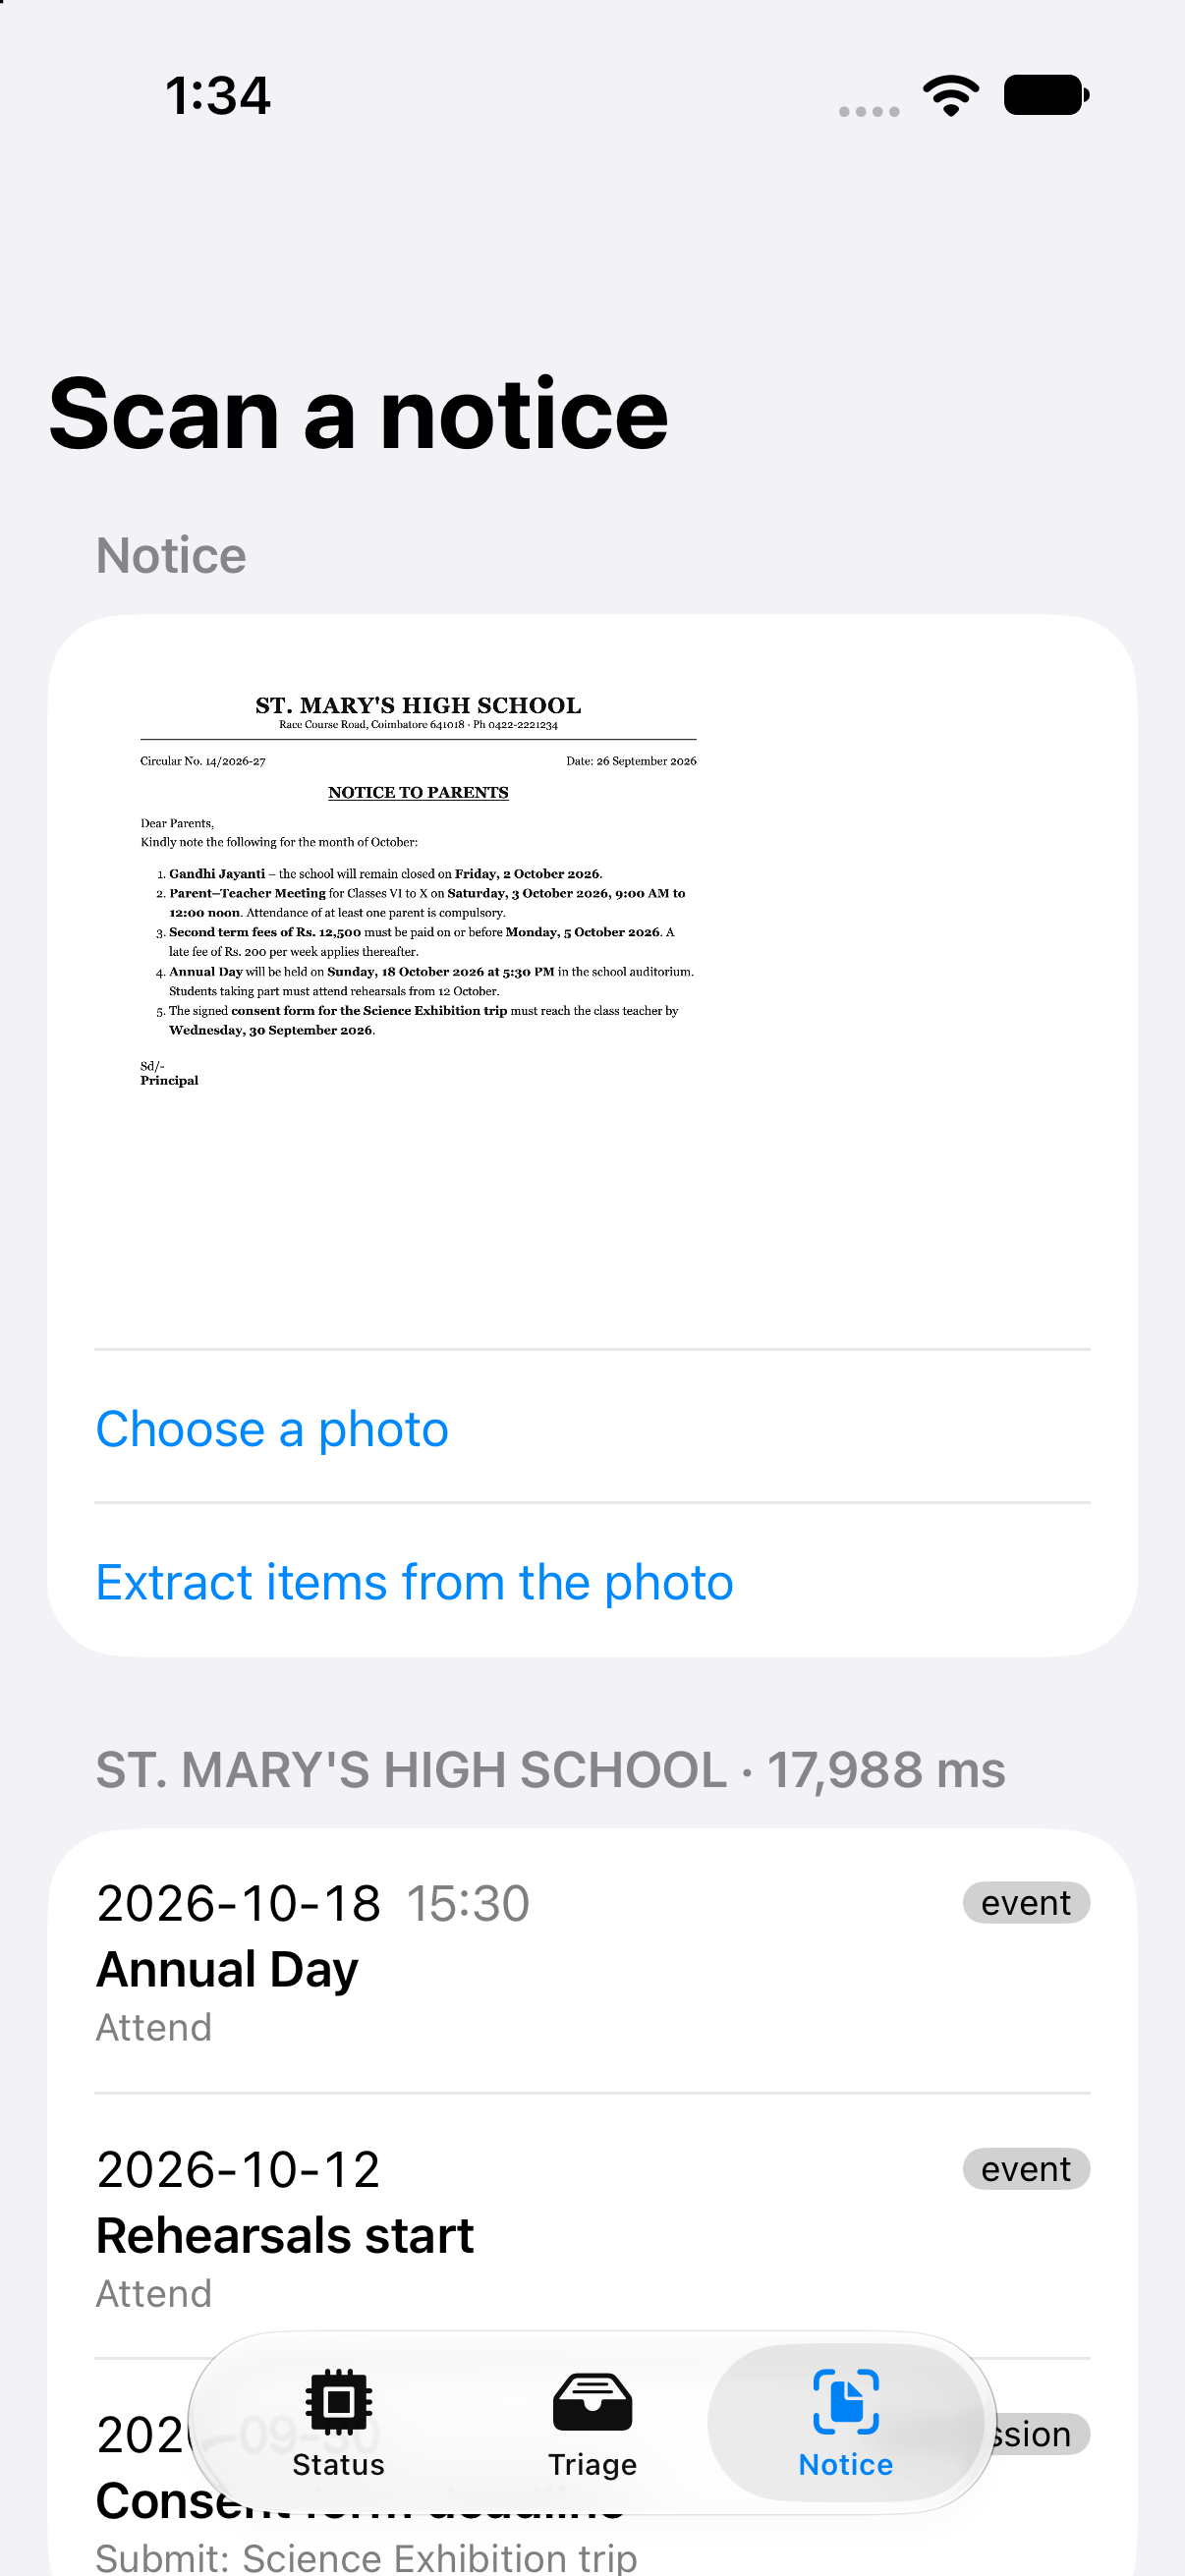 1:34
Scan a notice
Notice
ST. MARY'S HIGH SCHOOL
Race Course Road, Coimbatore 641018 · Ph 0422-2221234
Circular No. 14/2026-27
Date: 26 September 2026
NOTICE TO PARENTS
Dear Parents,
Kindly note the following for the month of October:
1. Gandhi Jayanti – the school will remain closed on Friday, 2 October 2026.
2. Parent–Teacher Meeting for Classes VI to X on Saturday, 3 October 2026, 9:00 AM to
12:00 noon. Attendance of at least one parent is compulsory.
3. Second term fees of Rs. 12,500 must be paid on or before Monday, 5 October 2026. A
late fee of Rs. 200 per week applies thereafter.
4. Annual Day will be held on Sunday, 18 October 2026 at 5:30 PM in the school auditorium.
Students taking part must attend rehearsals from 12 October.
5. The signed consent form for the Science Exhibition trip must reach the class teacher by
Wednesday, 30 September 2026.
Sd/-
Principal
Choose a photo
Extract items from the photo
ST. MARY'S HIGH SCHOOL · 17,988 ms
2026-10-18 15:30 event
Annual Day
Attend
2026-10-12 event
Rehearsals start
Attend
Status Triage Notice
Submit: Science Exhibition trip